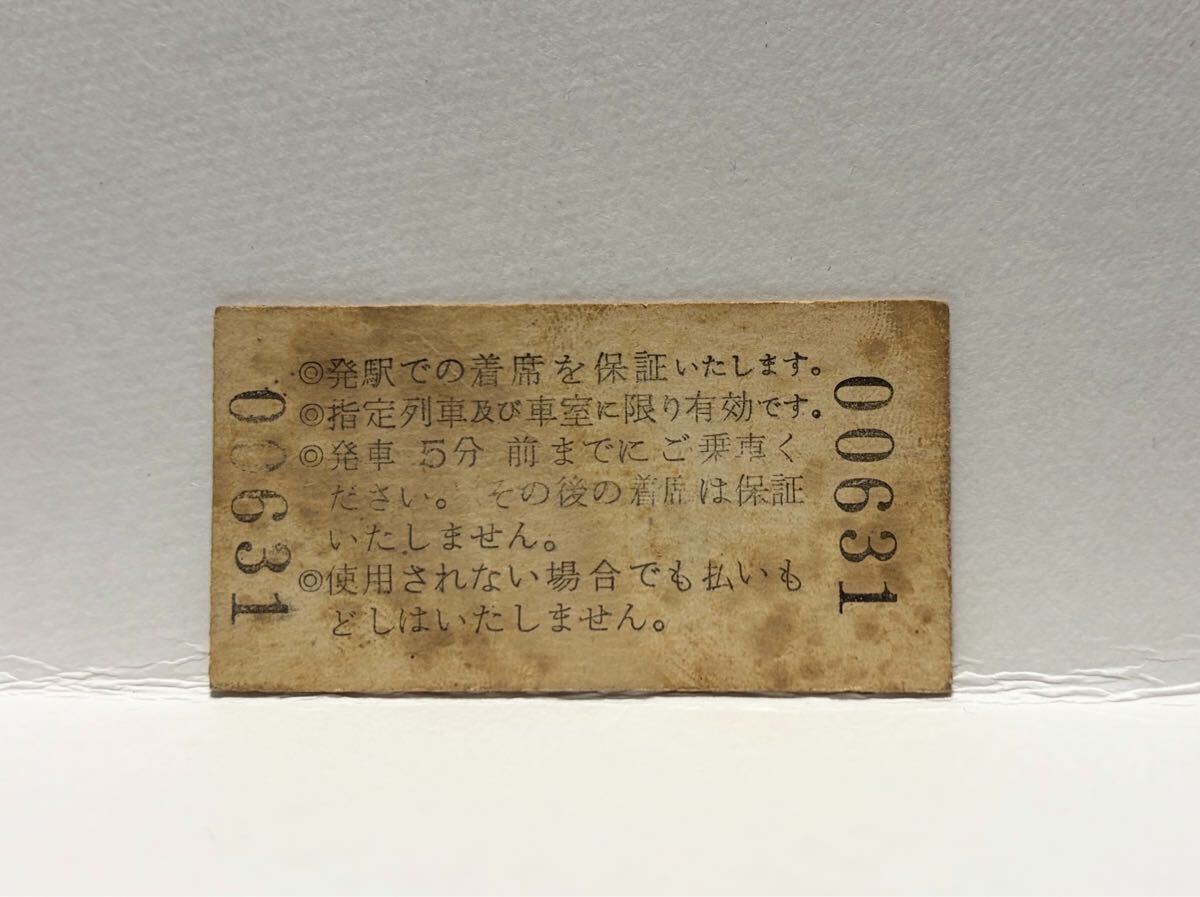 ◎発駅での着席を保証いたします。
◎指定列車及び車室に限り有効です。
◎発車 5分 前までにご乗車く
ださい。 その後の着席は保証
いたしません。
◎使用されない場合でも払いも
どしはいたしません。
00631
00631